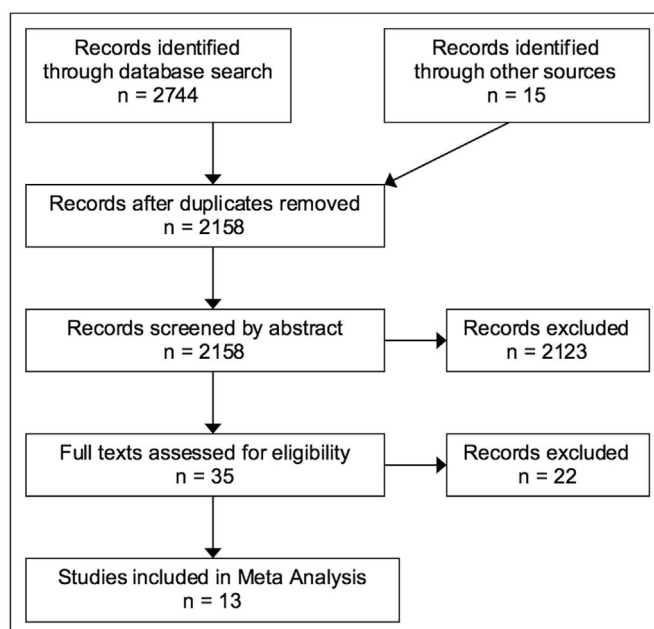 Records identified
through database search
n = 2744
Records identified
through other sources
n = 15
Records after duplicates removed
n = 2158
Records screened by abstract
n = 2158
Records excluded
n = 2123
Full texts assessed for eligibility
n = 35
Records excluded
n = 22
Studies included in Meta Analysis
n = 13